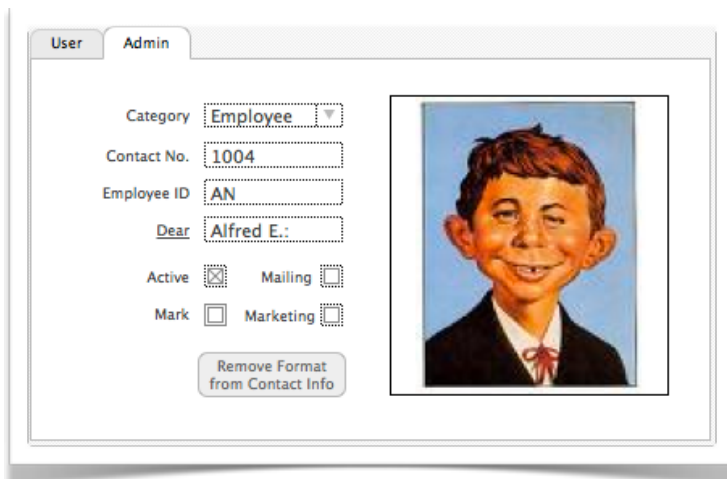 User Admin
Category Employee
Contact No. 1004
Employee ID AN
Dear Alfred E.:
Active Mailing
Mark Marketing
Remove Format
from Contact Info